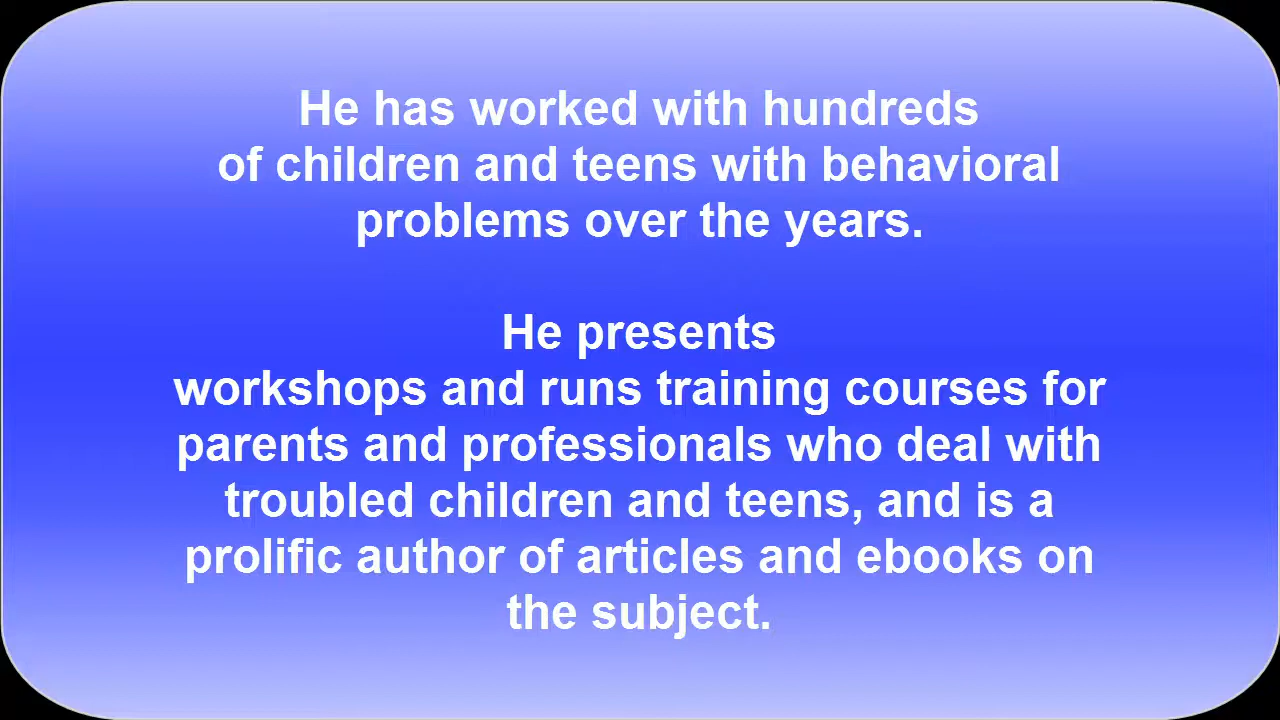 He has worked with hundreds
of children and teens with behavioral
problems over the years.
He presents
workshops and runs training courses for
parents and professionals who deal with
troubled children and teens, and is a
prolific author of articles and ebooks on
the subject.